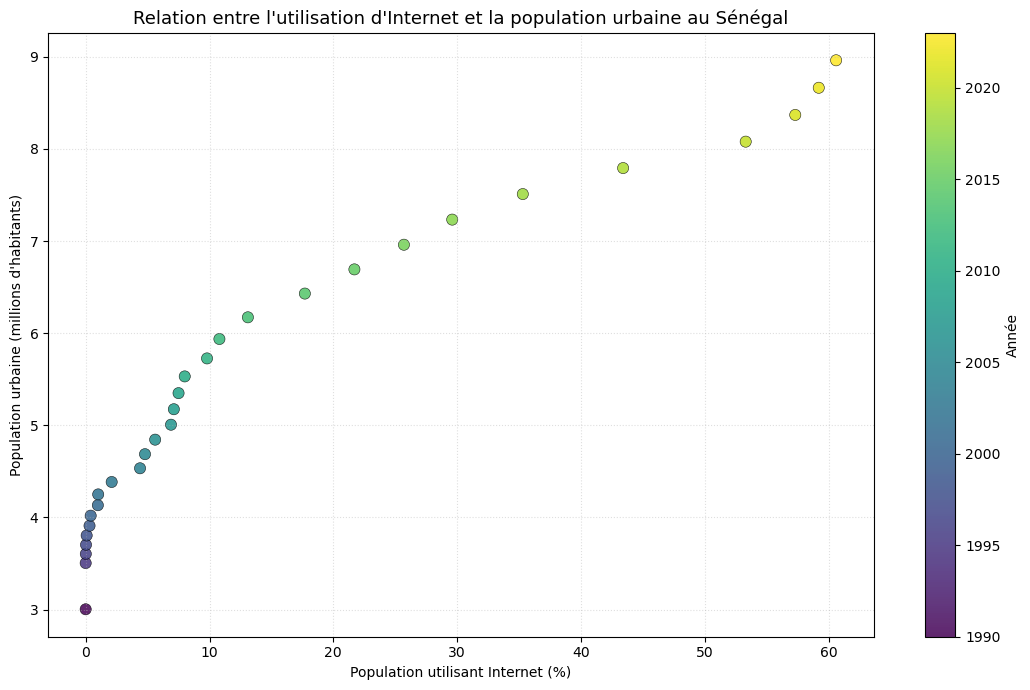 Relation entre l'utilisation d'Internet et la population urbaine au Sénégal
Population urbaine (millions d'habitants)
9
8
7
6
5
4
3
0 10 20 30 40 50 60
Population utilisant Internet (%)
2020
2015
2010
2005
2000
1995
1990
Année